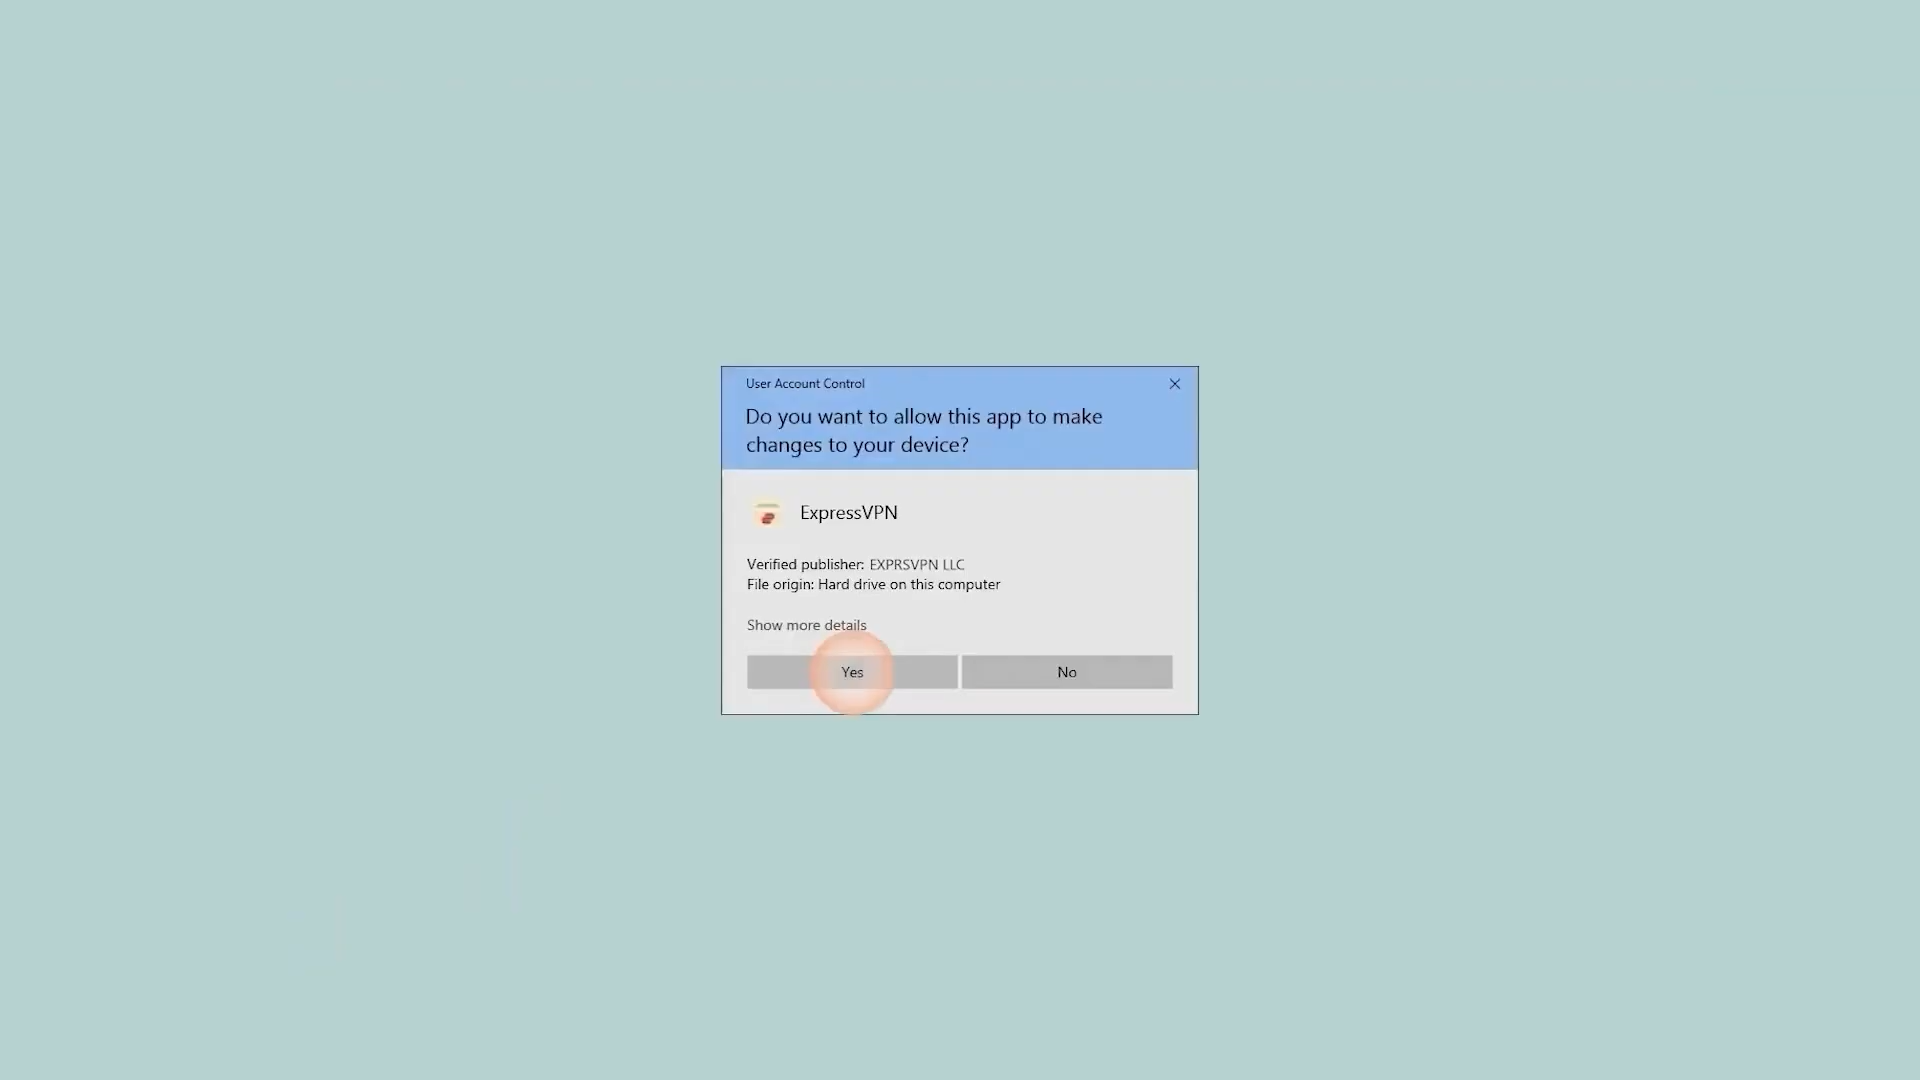 User Account Control
Do you want to allow this app to make
changes to your device?
ExpressVPN
Verified publisher: EXPRSVPN LLC
File origin: Hard drive on this computer
Show more details
Yes
No